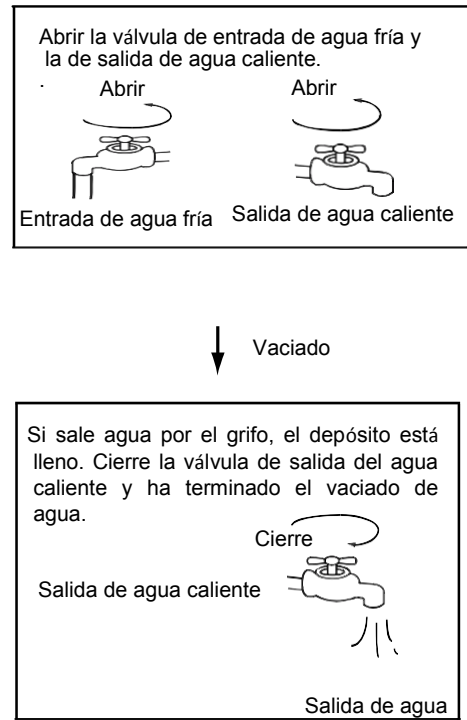 Abrir la válvula de entrada de agua fría y
la de salida de agua caliente.
.
Abrir
Abrir
Entrada de agua fría
Salida de agua caliente
Vaciado
Si sale agua por el grifo, el depósito está
lleno. Cierre la válvula de salida del agua
caliente y ha terminado el vaciado de
agua.
Cierre
Salida de agua caliente
Salida de agua